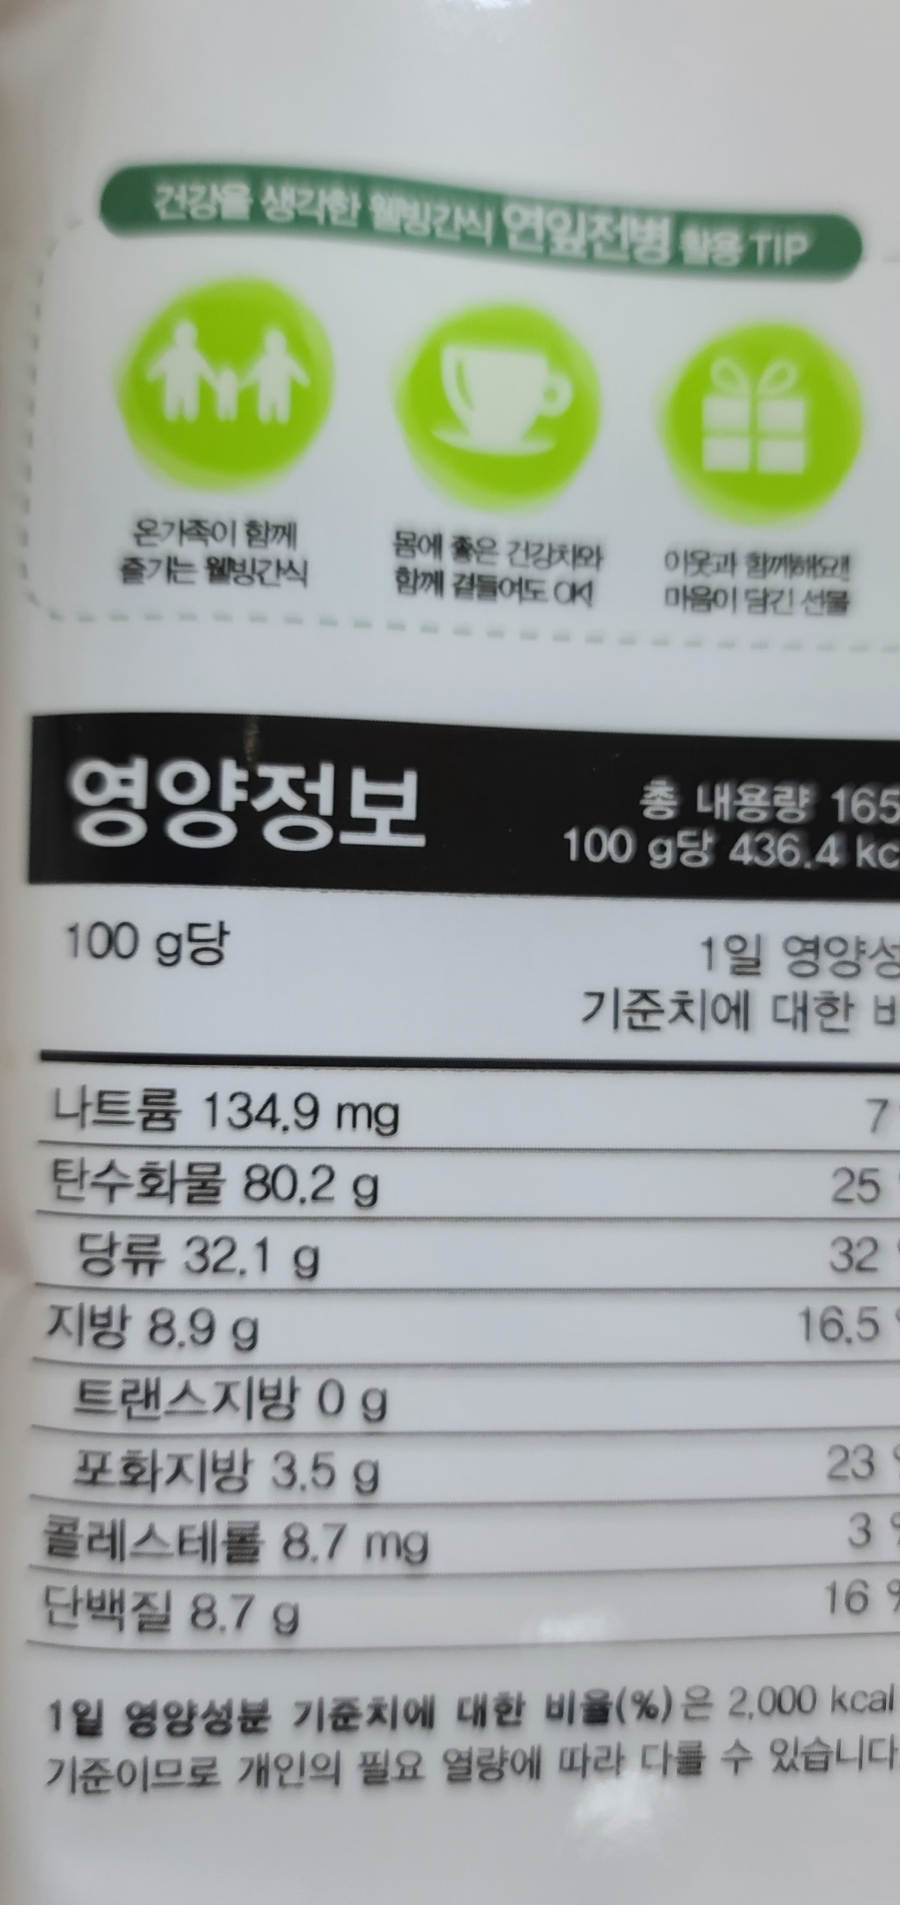 건강을 생각한 웰빙간식 연잎전병 활용 TIP
온가족이 함께
즐기는 웰빙간식
몸에 좋은 건강차와
함께 곁들여도 OK!
이웃과 함께해요!!
마음이 담긴 선물
영양정보
총 내용량 165
100 g당 436.4 kc
100 g당
1일 영양성
기준치에 대한 비
나트륨 134.9 mg 7
탄수화물 80.2 g 25
당류 32.1 g 32
지방 8.9 g 16.5
트랜스지방 0 g
포화지방 3.5 g 23
콜레스테롤 8.7 mg 3
단백질 8.7 g 16
1일 영양성분 기준치에 대한 비율(%)은 2,000 kcal
기준이므로 개인의 필요 열량에 따라 다를 수 있습니다